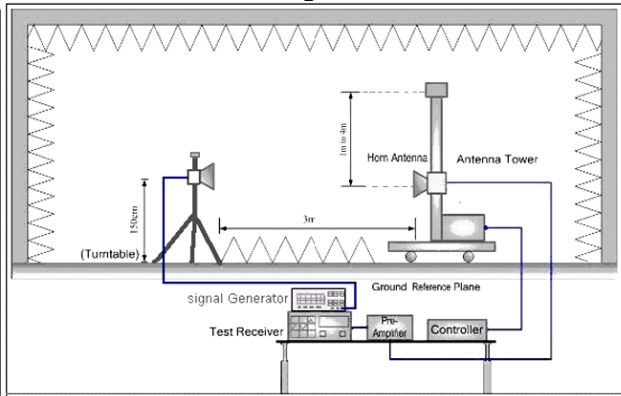 1m to 4m
Horn Antenna
Antenna Tower
3m
150cm
(Turntable)
Ground Reference Plane
signal Generator
Test Receiver
Pre-
Amplifier
Controller